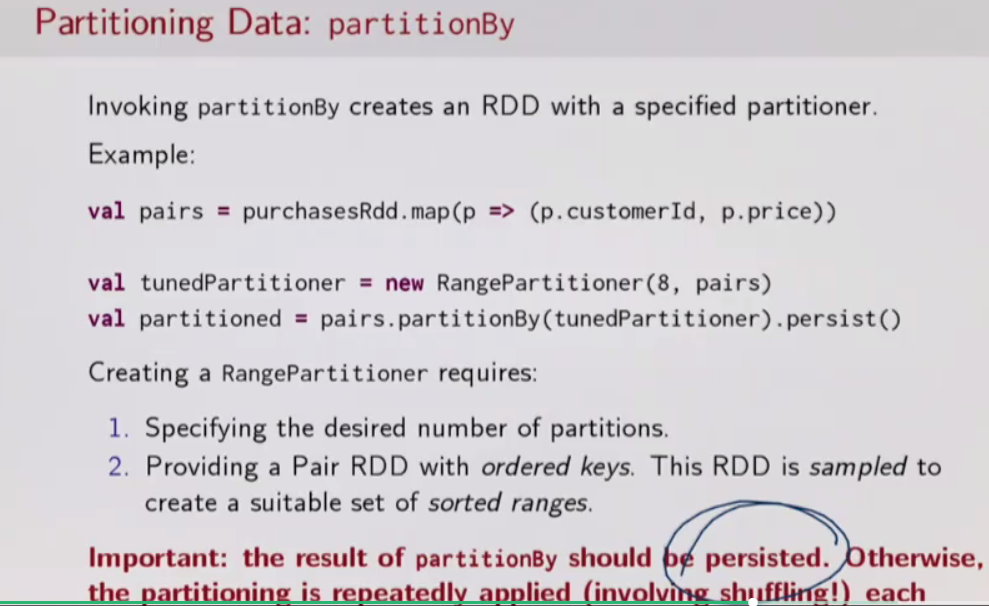 Partitioning Data: partitionBy
Invoking partitionBy creates an RDD with a specified partitioner.
Example:
val pairs = purchasesRdd.map(p => (p.customerId, p.price))
val tunedPartitioner = new RangePartitioner(8, pairs)
val partitioned = pairs.partitionBy(tunedPartitioner).persist()
Creating a RangePartitioner requires:
1. Specifying the desired number of partitions.
2. Providing a Pair RDD with ordered keys. This RDD is sampled to
create a suitable set of sorted ranges.
Important: the result of partitionBy should be persisted. Otherwise,
the partitioning is repeatedly applied (involving shuffling!) each